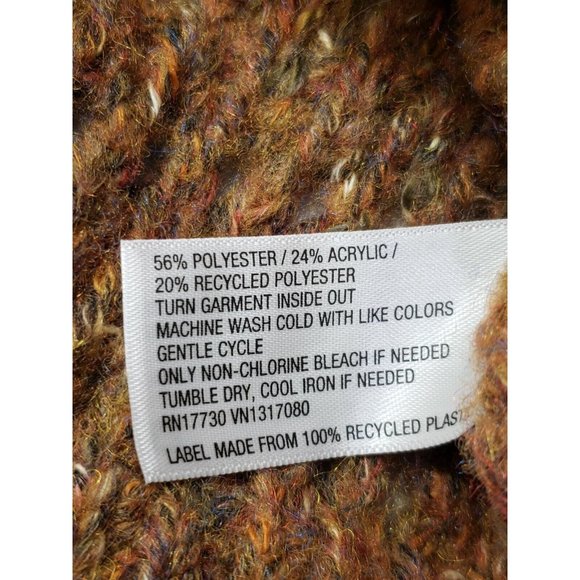 56% POLYESTER / 24% ACRYLIC /
20% RECYCLED POLYESTER
TURN GARMENT INSIDE OUT
MACHINE WASH COLD WITH LIKE COLORS
GENTLE CYCLE
ONLY NON-CHLORINE BLEACH IF NEEDED
TUMBLE DRY, COOL IRON IF NEEDED
RN17730 VN1317080
LABEL MADE FROM 100% RECYCLED